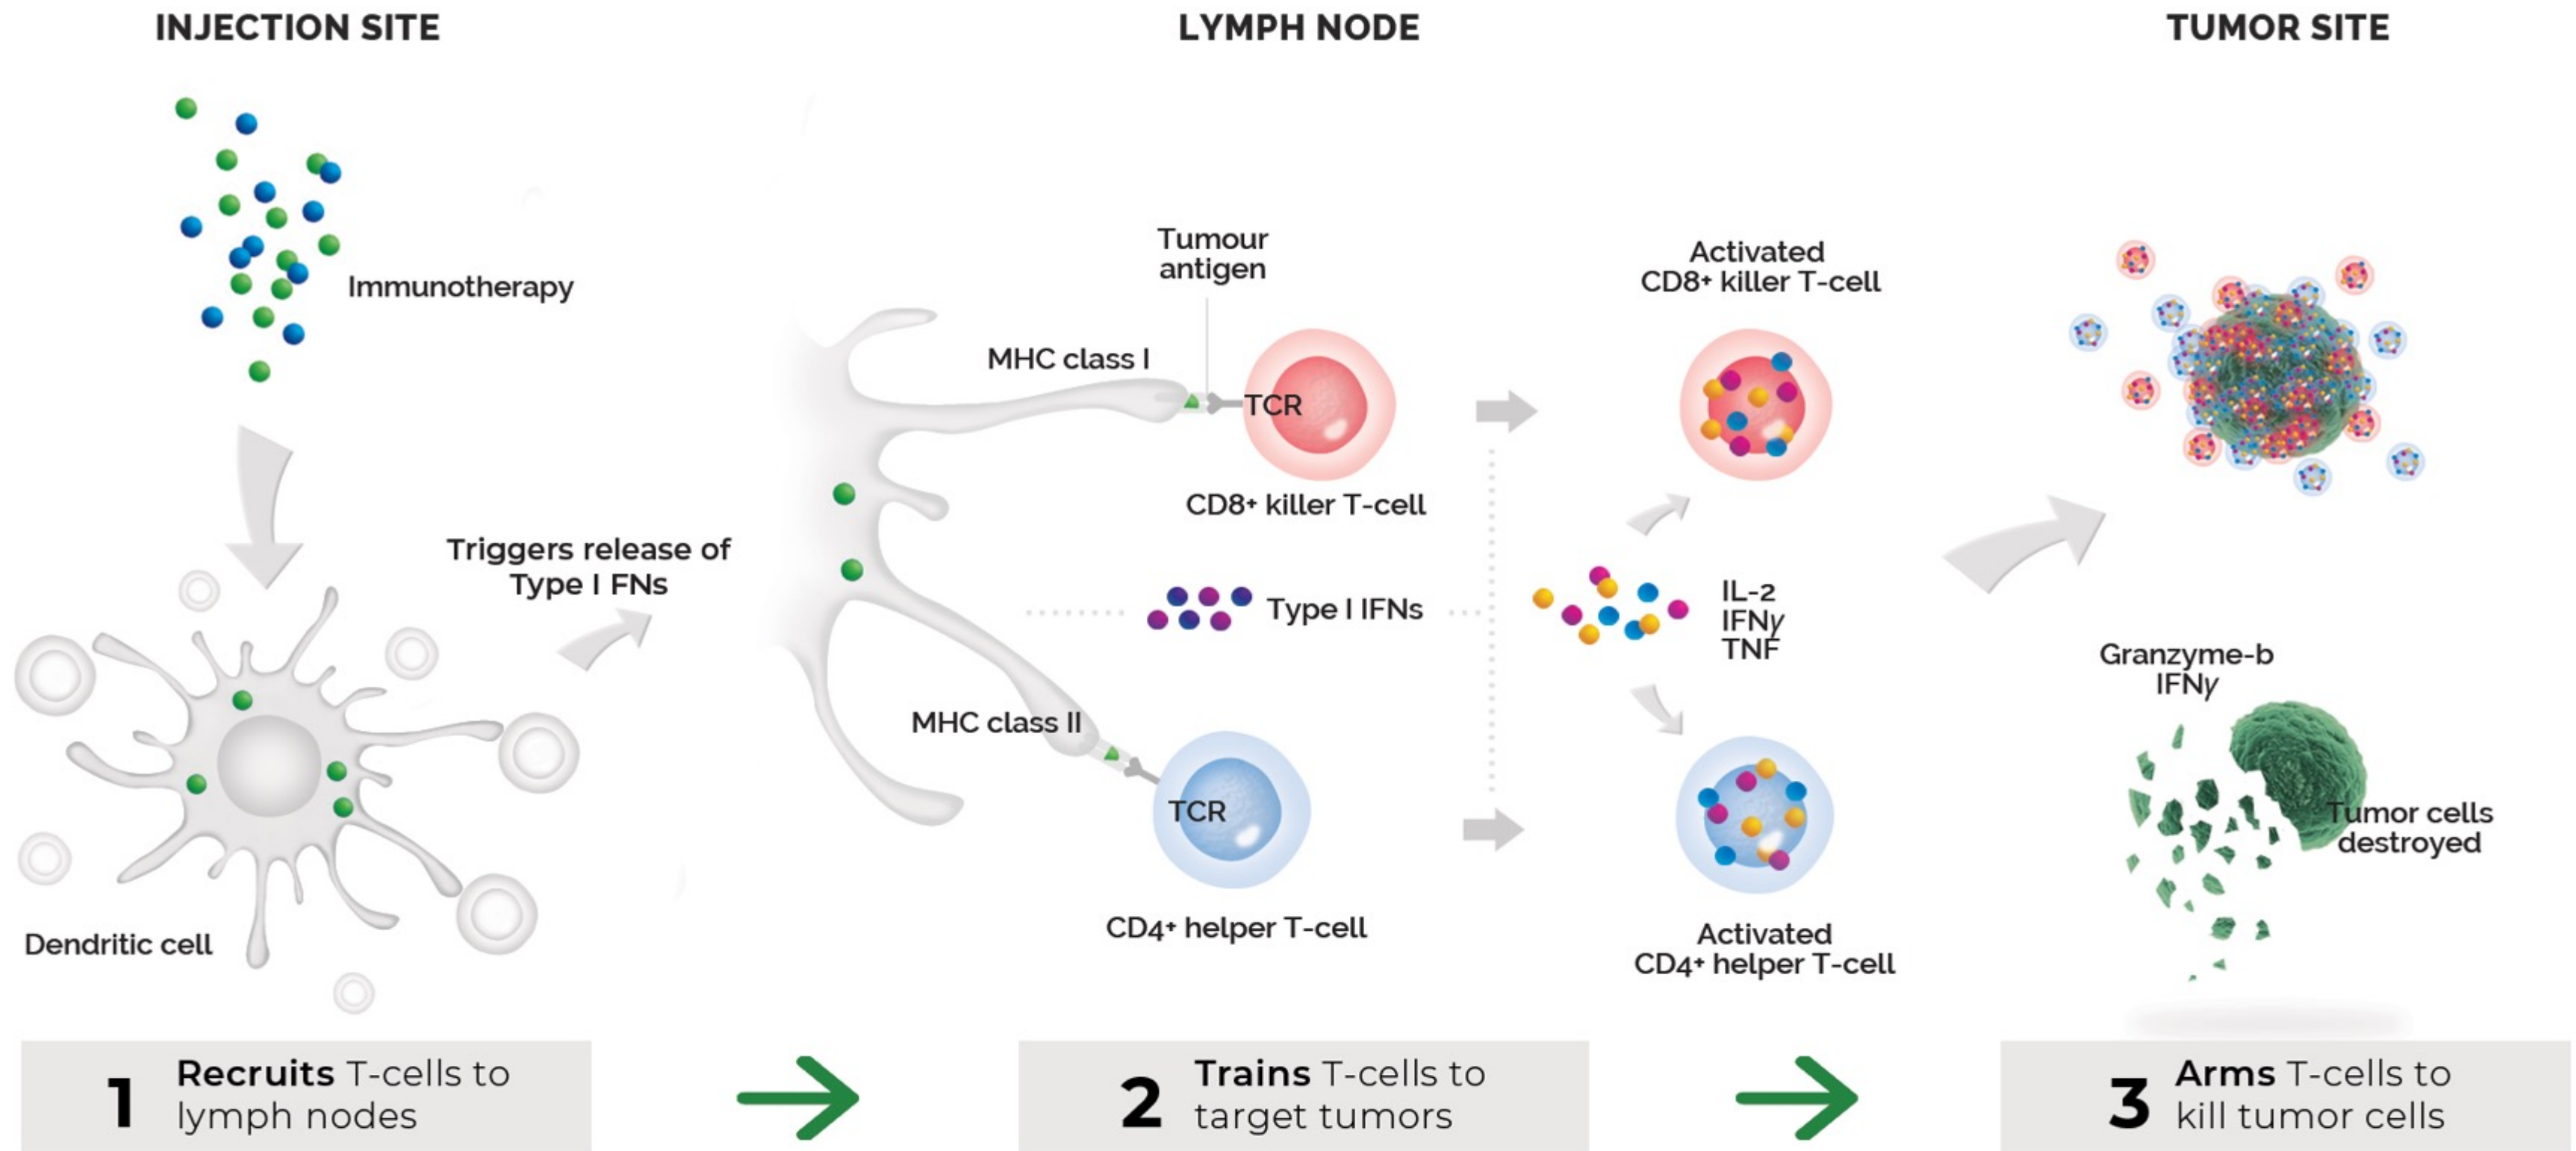 INJECTION SITE
Immunotherapy
Triggers release of
Type I FNs
Dendritic cell
LYMPH NODE
Tumour
antigen
MHC class I
TCR
CD8+ killer T-cell
Type I IFNs
MHC class II
TCR
CD4+ helper T-cell
Activated
CD8+ killer T-cell
IL-2
IFNγ
TNF
Activated
CD4+ helper T-cell
TUMOR SITE
Granzyme-b
IFNγ
Tumor cells
destroyed
1
Recruits T-cells to
lymph nodes
2
Trains T-cells to
target tumors
3
Arms T-cells to
kill tumor cells